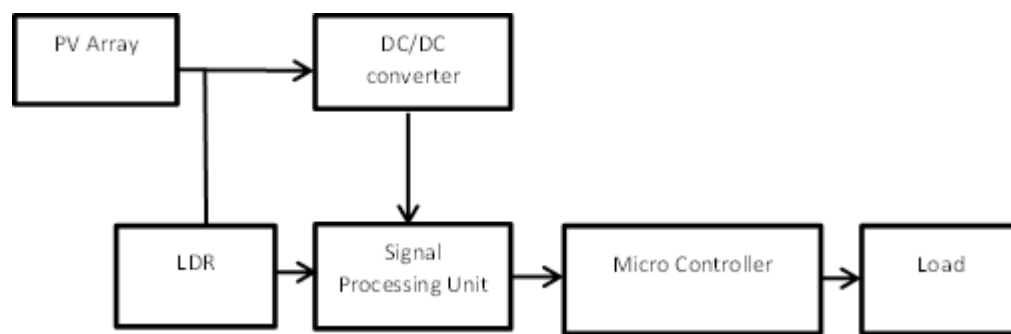 PV Array
DC/DC
converter
LDR
Signal
Processing Unit
Micro Controller
Load